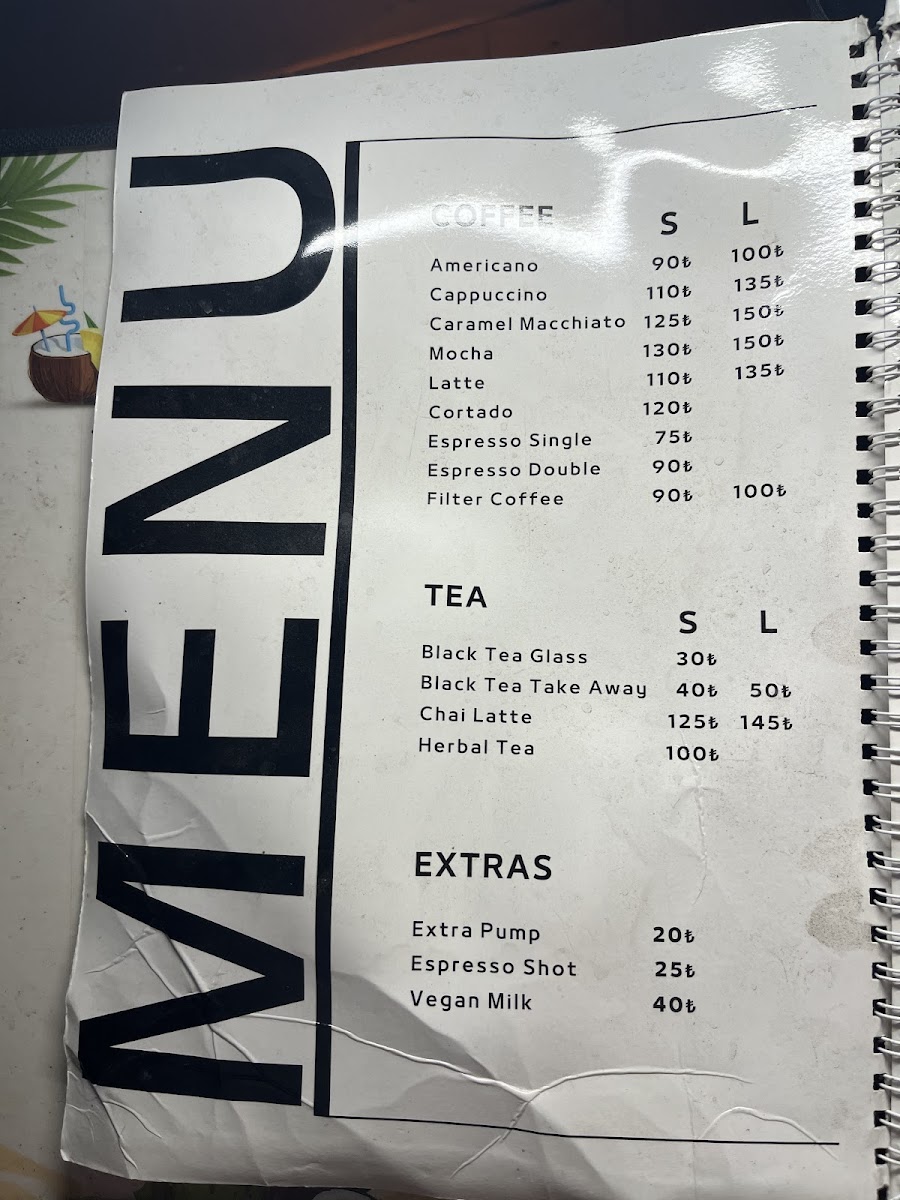 MENU
COFFEE S L
Americano 90₺ 100₺
Cappuccino 110₺ 135₺
Caramel Macchiato 125₺ 150₺
Mocha 130₺ 150₺
Latte 110₺ 135₺
Cortado 120₺
Espresso Single 75₺
Espresso Double 90₺
Filter Coffee 90₺ 100₺
TEA
S L
Black Tea Glass 30₺
Black Tea Take Away 40₺ 50₺
Chai Latte 125₺ 145₺
Herbal Tea 100₺
EXTRAS
Extra Pump 20₺
Espresso Shot 25₺
Vegan Milk 40₺